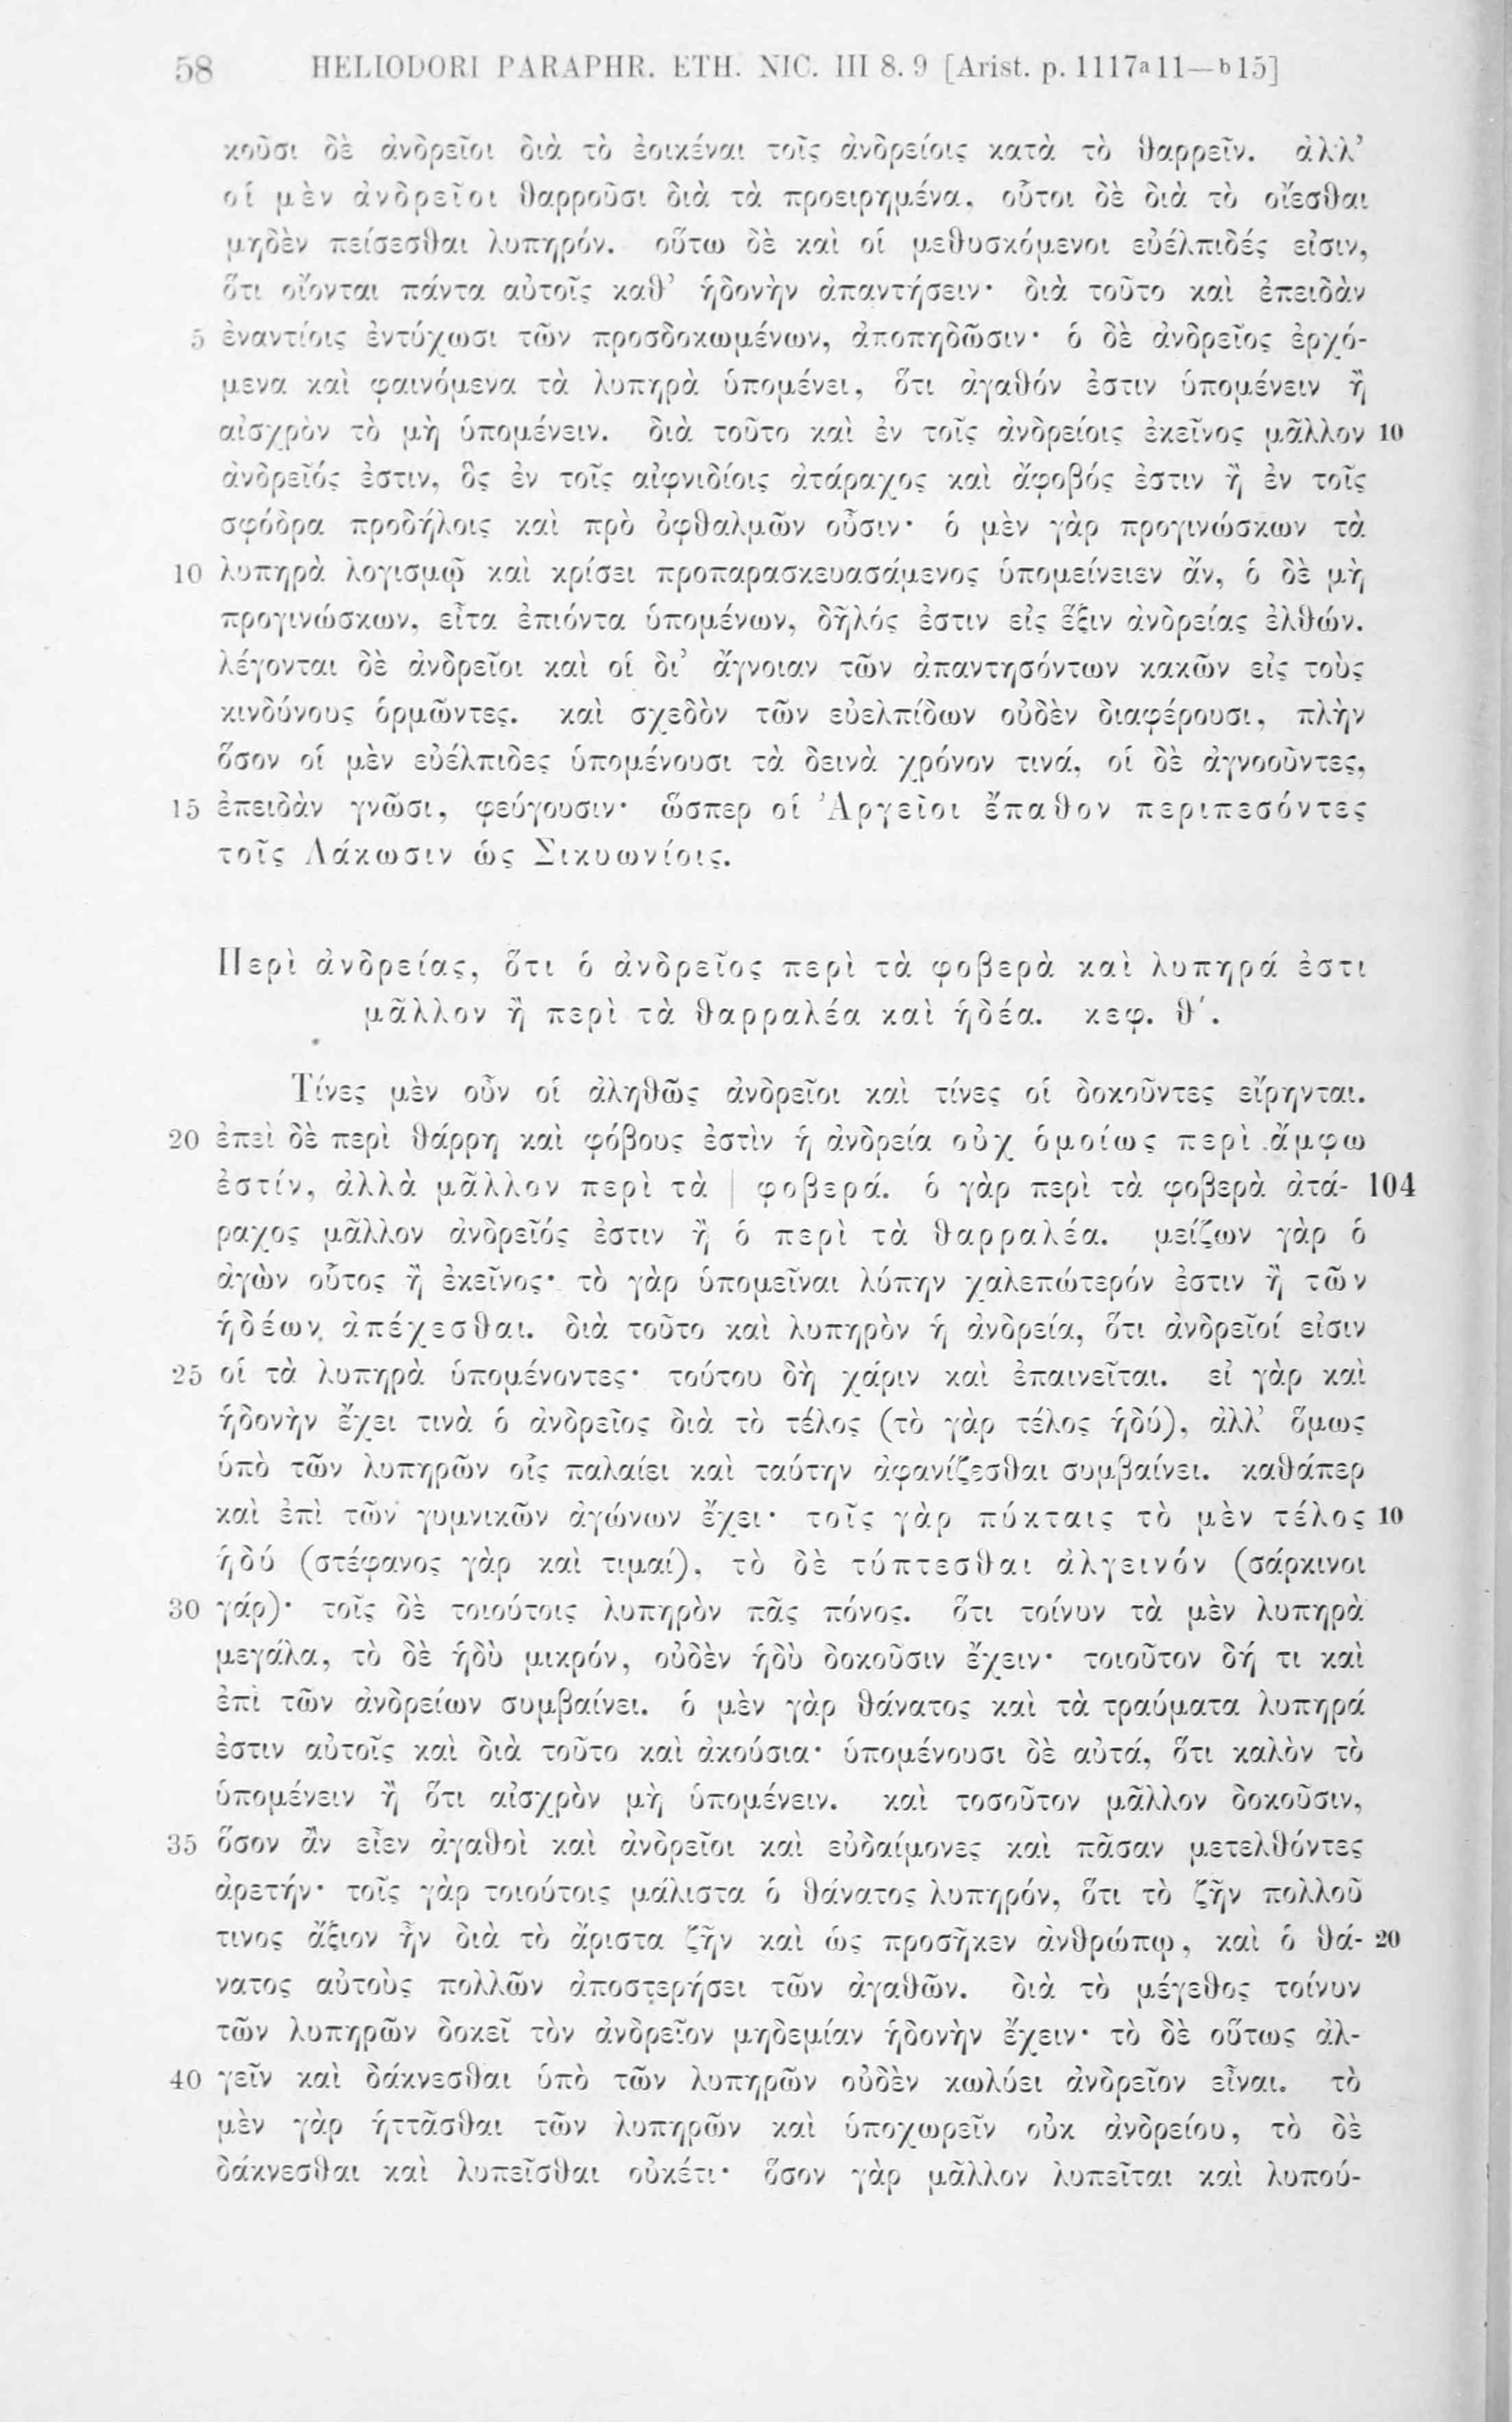 58 HELIODORI PARAPHR. ETH. NIC. III 8. 9 [Arist. p. 1117a11—b15]
κοῦσι δὲ ἀνδρεῖοι διὰ τὸ ἐοικέναι τοῖς ἀνδρείοις κατὰ τὸ θαρρεῖν. ἀλλ’
οἱ μὲν ἀνδρεῖοι θαρροῦσι διὰ τὰ προειρημένα, οὗτοι δὲ διὰ τὸ οἴεσθαι
μηδὲν πείσεσθαι λυπηρόν. οὕτω δὲ καὶ οἱ μεθυσκόμενοι εὐέλπιδές εἰσιν,
ὅτι οἴονται πάντα αὐτοῖς καθ’ ἡδονὴν ἀπαντήσειν· διὰ τοῦτο καὶ ἐπειδὰν
5 ἐναντίοις ἐντύχωσι τῶν προσδοκωμένων, ἀποπηδῶσιν· ὁ δὲ ἀνδρεῖος ἐρχό-
μενα καὶ φαινόμενα τὰ λυπηρὰ ὑπομένει, ὅτι ἀγαθόν ἐστιν ὑπομένειν ἢ
αἰσχρὸν τὸ μὴ ὑπομένειν. διὰ τοῦτο καὶ ἐν τοῖς ἀνδρείοις ἐκεῖνος μᾶλλον 10
ἀνδρεῖός ἐστιν, ὃς ἐν τοῖς αἰφνιδίοις ἀτάραχος καὶ ἄφοβός ἐστιν ἢ ἐν τοῖς
σφόδρα προδήλοις καὶ πρὸ ὀφθαλμῶν οὖσιν· ὁ μὲν γὰρ προγινώσκων τὰ
10 λυπηρὰ λογισμῷ καὶ κρίσει προπαρασκευασάμενος ὑπομείνειεν ἄν, ὁ δὲ μὴ
προγινώσκων, εἶτα ἐπιόντα ὑπομένων, δῆλός ἐστιν εἰς ἕξιν ἀνδρείας ἐλθών.
λέγονται δὲ ἀνδρεῖοι καὶ οἱ δι’ ἄγνοιαν τῶν ἀπαντησόντων κακῶν εἰς τοὺς
κινδύνους ὁρμῶντες. καὶ σχεδὸν τῶν εὐελπίδων οὐδὲν διαφέρουσι, πλὴν
ὅσον οἱ μὲν εὐέλπιδες ὑπομένουσι τὰ δεινὰ χρόνον τινά, οἱ δὲ ἀγνοοῦντες,
15 ἐπειδὰν γνῶσι, φεύγουσιν· ὥσπερ οἱ Ἀργεῖοι ἔπαθον περιπεσόντες
τοῖς Λάκωσιν ὡς Σικυωνίοις.
Περὶ ἀνδρείας, ὅτι ὁ ἀνδρεῖος περὶ τὰ φοβερὰ καὶ λυπηρά ἐστι
μᾶλλον ἢ περὶ τὰ θαρραλέα καὶ ἡδέα. κεφ. θ′.
Τίνες μὲν οὖν οἱ ἀληθῶς ἀνδρεῖοι καὶ τίνες οἱ δοκοῦντες εἴρηνται.
20 ἐπεὶ δὲ περὶ θάρρη καὶ φόβους ἐστὶν ἡ ἀνδρεία οὐχ ὁμοίως περὶ ἄμφω
ἐστίν, ἀλλὰ μᾶλλον περὶ τὰ | φοβερά. ὁ γὰρ περὶ τὰ φοβερὰ ἀτά- 104
ραχος μᾶλλον ἀνδρεῖός ἐστιν ἢ ὁ περὶ τὰ θαρραλέα. μείζων γὰρ ὁ
ἀγὼν οὗτος ἢ ἐκεῖνος· τὸ γὰρ ὑπομεῖναι λύπην χαλεπώτερόν ἐστιν ἢ τῶν
ἡδέων ἀπέχεσθαι. διὰ τοῦτο καὶ λυπηρὸν ἡ ἀνδρεία, ὅτι ἀνδρεῖοί εἰσιν
25 οἱ τὰ λυπηρὰ ὑπομένοντες· τούτου δὴ χάριν καὶ ἐπαινεῖται. εἰ γὰρ καὶ
ἡδονὴν ἔχει τινὰ ὁ ἀνδρεῖος διὰ τὸ τέλος (τὸ γὰρ τέλος ἡδύ), ἀλλ’ ὅμως
ὑπὸ τῶν λυπηρῶν οἷς παλαίει καὶ ταύτην ἀφανίζεσθαι συμβαίνει. καθάπερ
καὶ ἐπὶ τῶν γυμνικῶν ἀγώνων ἔχει· τοῖς γὰρ πύκταις τὸ μὲν τέλος 10
ἡδύ (στέφανος γὰρ καὶ τιμαί), τὸ δὲ τύπτεσθαι ἀλγεινόν (σάρκινοι
30 γάρ)· τοῖς δὲ τοιούτοις λυπηρὸν πᾶς πόνος. ὅτι τοίνυν τὰ μὲν λυπηρὰ
μεγάλα, τὸ δὲ ἡδὺ μικρόν, οὐδὲν ἡδὺ δοκοῦσιν ἔχειν· τοιοῦτον δή τι καὶ
ἐπὶ τῶν ἀνδρείων συμβαίνει. ὁ μὲν γὰρ θάνατος καὶ τὰ τραύματα λυπηρά
ἐστιν αὐτοῖς καὶ διὰ τοῦτο καὶ ἀκούσια· ὑπομένουσι δὲ αὐτά, ὅτι καλὸν τὸ
ὑπομένειν ἢ ὅτι αἰσχρὸν μὴ ὑπομένειν. καὶ τοσοῦτον μᾶλλον δοκοῦσιν,
35 ὅσον ἂν εἶεν ἀγαθοὶ καὶ ἀνδρεῖοι καὶ εὐδαίμονες καὶ πᾶσαν μετελθόντες
ἀρετήν· τοῖς γὰρ τοιούτοις μάλιστα ὁ θάνατος λυπηρόν, ὅτι τὸ ζῆν πολλοῦ
τινος ἄξιον ἦν διὰ τὸ ἄριστα ζῆν καὶ ὡς προσῆκεν ἀνθρώπῳ, καὶ ὁ θά- 20
νατος αὐτοὺς πολλῶν ἀποστερήσει τῶν ἀγαθῶν. διὰ τὸ μέγεθος τοίνυν
τῶν λυπηρῶν δοκεῖ τὸν ἀνδρεῖον μηδεμίαν ἡδονὴν ἔχειν· τὸ δὲ οὕτως ἀλ-
40 γεῖν καὶ δάκνεσθαι ὑπὸ τῶν λυπηρῶν οὐδὲν κωλύει ἀνδρεῖον εἶναι. τὸ
μὲν γὰρ ἡττᾶσθαι τῶν λυπηρῶν καὶ ὑποχωρεῖν οὐκ ἀνδρείου, τὸ δὲ
δάκνεσθαι καὶ λυπεῖσθαι οὐκέτι· ὅσον γὰρ μᾶλλον λυπεῖται καὶ λυπού-